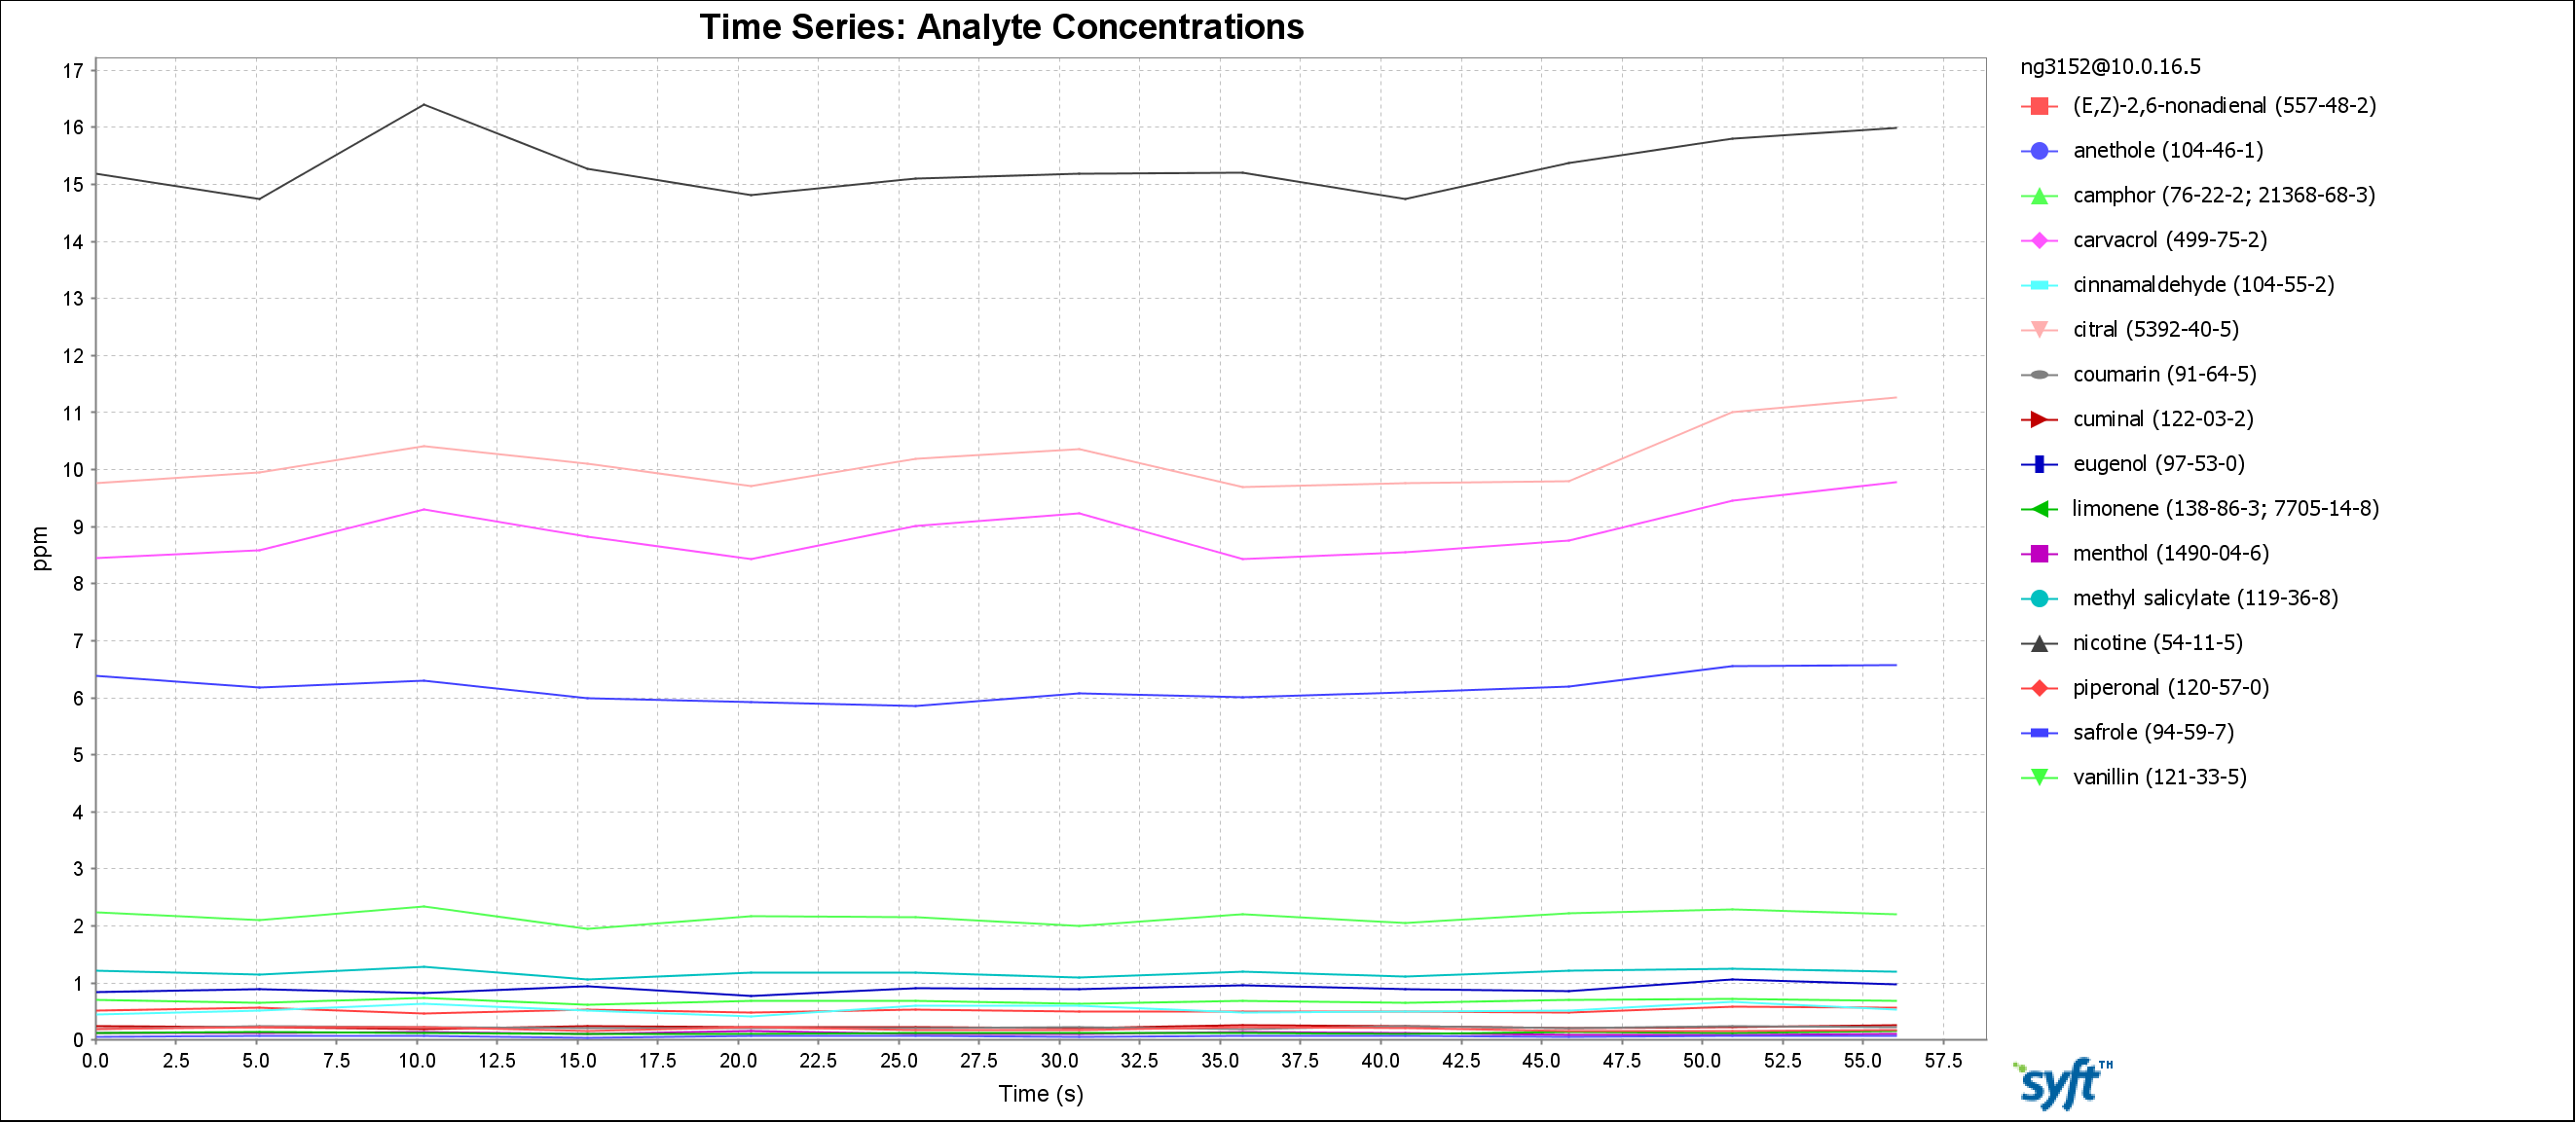 Time Series: Analyte Concentrations
ppm
17
16
15
14
13
12
11
10
9
8
7
6
5
4
3
2
1
0
0.0 2.5 5.0 7.5 10.0 12.5 15.0 17.5 20.0 22.5 25.0 27.5 30.0 32.5 35.0 37.5 40.0 42.5 45.0 47.5 50.0 52.5 55.0 57.5
Time (s)
ng3152@10.0.16.5
(E,Z)-2,6-nonadienal (557-48-2)
anethole (104-46-1)
camphor (76-22-2; 21368-68-3)
carvacrol (499-75-2)
cinnamaldehyde (104-55-2)
citral (5392-40-5)
coumarin (91-64-5)
cuminal (122-03-2)
eugenol (97-53-0)
limonene (138-86-3; 7705-14-8)
menthol (1490-04-6)
methyl salicylate (119-36-8)
nicotine (54-11-5)
piperonal (120-57-0)
safrole (94-59-7)
vanillin (121-33-5)
syft™